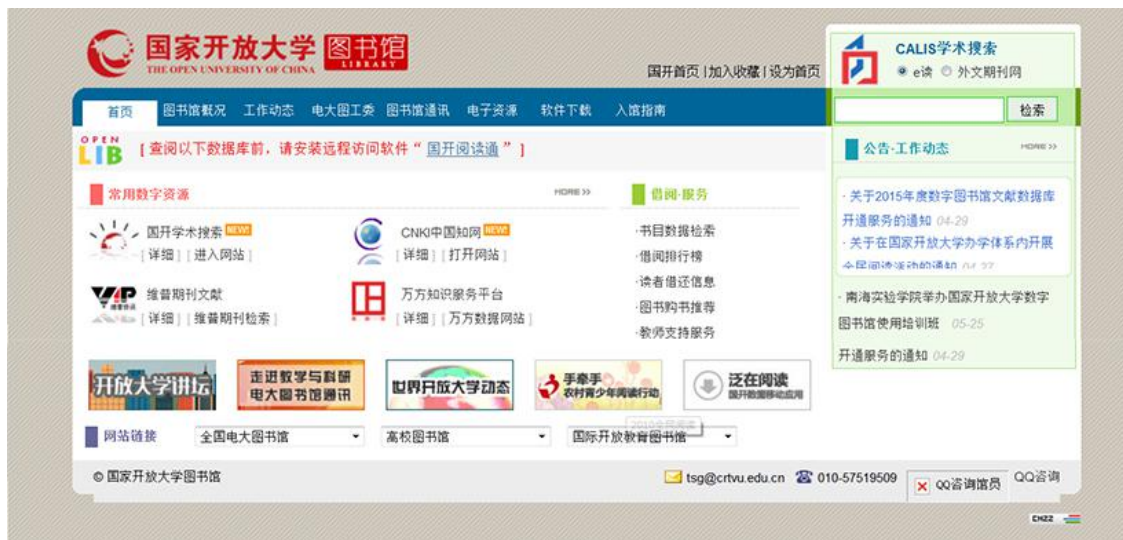 国家开放大学 图书馆
THE OPEN UNIVERSITY OF CHINA LIBRARY
国开首页 | 加入收藏 | 设为首页
CALIS学术搜索
e读 外文期刊网
检索
首页 图书馆概况 工作动态 电大图工委 图书馆通讯 电子资源 软件下载 入馆指南
OPEN LIB
[ 查阅以下数据库前，请安装远程访问软件“ 国开阅读通 ” ]
常用数字资源 MORE >>
国开学术搜索 NEW!
[ 详细 ] [ 进入网站 ]
CNKI中国知网 NEW!
[ 详细 ] [ 打开网站 ]
维普期刊文献
[ 详细 ] [ 维普期刊检索 ]
万方知识服务平台
[ 详细 ] [ 万方数据网站 ]
借阅·服务
·书目数据检索
·借阅排行榜
·读者借还信息
·图书购书推荐
·教师支持服务
公告·工作动态 MORE >>
· 关于2015年度数字图书馆文献数据库
开通服务的通知 04-29
· 关于在国家开放大学办学体系内开展
全民阅读活动的通知 04-27
· 南海实验学院举办国家开放大学数字
图书馆使用培训班 05-25
开通服务的通知 04-29
开放大学讲坛
走进教学与科研
电大图书馆通讯
世界开放大学动态
手牵手
农村青少年阅读行动
泛在阅读
国开数图移动应用
网站链接 全国电大图书馆 高校图书馆 国际开放教育图书馆
© 国家开放大学图书馆
tsg@crtvu.edu.cn 010-57519509 QQ咨询馆员 QQ咨询
CNZZ